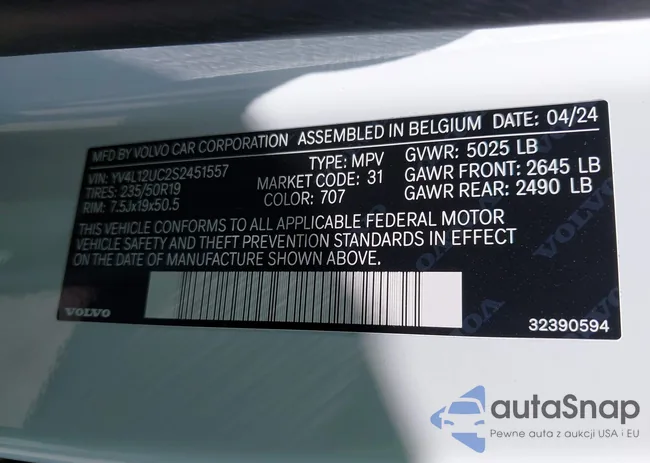 MFD BY VOLVO CAR CORPORATION ASSEMBLED IN BELGIUM DATE: 04/24
VIN: YV4L12UC2S2451557 TYPE: MPV GVWR: 5025 LB
TIRES: 235/50R19 MARKET CODE: 31 GAWR FRONT: 2645 LB
RIM: 7.5Jx19x50.5 COLOR: 707 GAWR REAR: 2490 LB
THIS VEHICLE CONFORMS TO ALL APPLICABLE FEDERAL MOTOR
VEHICLE SAFETY AND THEFT PREVENTION STANDARDS IN EFFECT
ON THE DATE OF MANUFACTURE SHOWN ABOVE.
VOLVO
32390594
VOLVO
VOLVO
VOLVO
autaSnap
Pewne auta z aukcji USA i EU